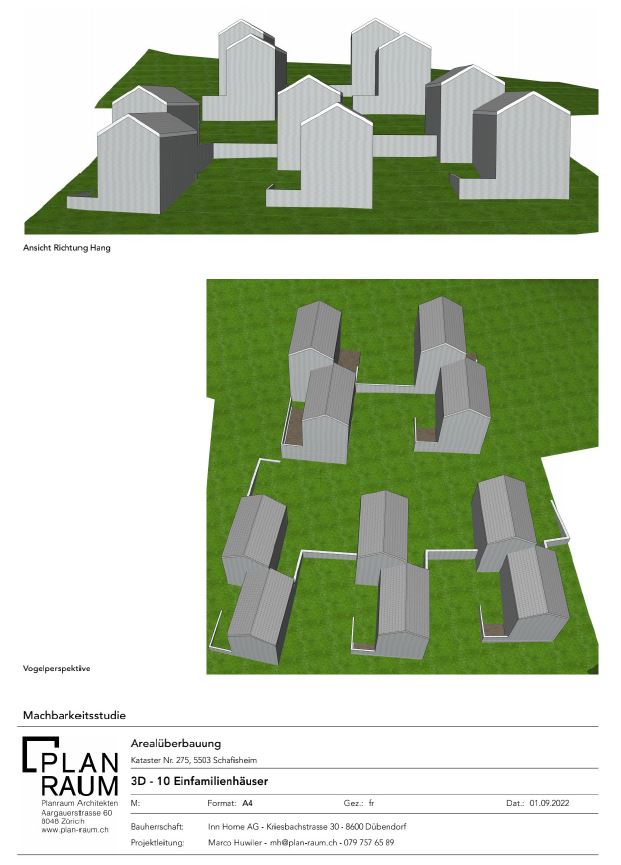 Ansicht Richtung Hang
Vogelperspektive
Machbarkeitsstudie
PLAN
RAUM
Planraum Architekten
Aargauerstrasse 60
8048 Zürich
www.plan-raum.ch
Arealüberbauung
Kataster Nr. 275, 5503 Schafisheim
3D - 10 Einfamilienhäuser
M: Format: A4 Gez.: fr Dat.: 01.09.2022
Bauherrschaft: Inn Home AG - Kriesbachstrasse 30 - 8600 Dübendorf
Projektleitung: Marco Huwiler - mh@plan-raum.ch - 079 757 65 89